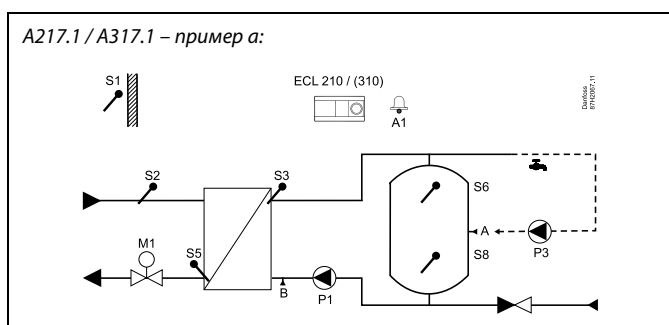 A217.1 / A317.1 – пример a:
S1
ECL 210 / (310)
A1
Danfoss
87H2067.11
S2
S3
S6
M1
S5
A
S8
P3
B
P1